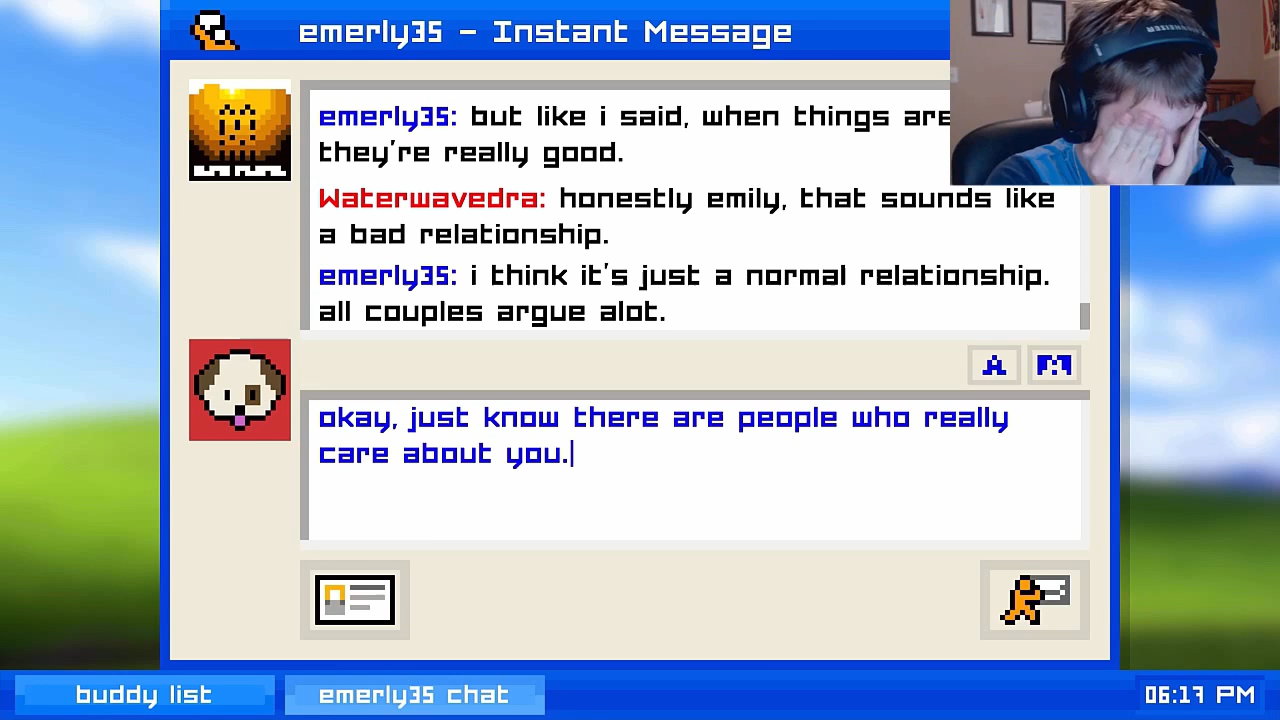 emerly35 - Instant Message
emerly35: but like i said, when things are
they're really good.
Waterwavedra: honestly emily, that sounds like
a bad relationship.
emerly35: i think it's just a normal relationship.
all couples argue alot.
A
okay, just know there are people who really
care about you.
buddy list
emerly35 chat
06:17 PM